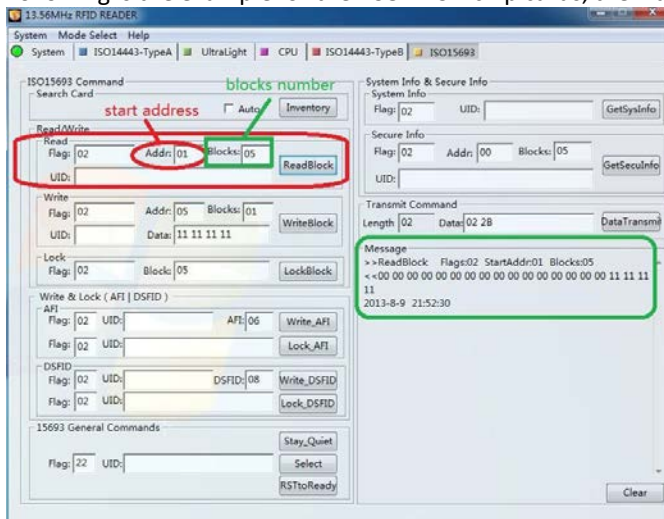 13.56MHz RFID READER
System Mode Select Help
System ISO14443-TypeA UltraLight CPU ISO14443-TypeB ISO15693
ISO15693 Command
Search Card
blocks number
start address
Auto Inventory
Read/Write
Read
Flag: 02 Addr: 01 Blocks: 05
ReadBlock
UID:
Write
Flag: 02 Addr: 05 Blocks: 01
WriteBlock
UID: Data: 11 11 11 11
Lock
Flag: 02 Block: 05 LockBlock
Write & Lock ( AFI | DSFID )
AFI
Flag: 02 UID: AFI: 06 Write_AFI
Flag: 02 UID: Lock_AFI
DSFID
Flag: 02 UID: DSFID: 08 Write_DSFID
Flag: 02 UID: Lock_DSFID
15693 General Commands
Stay_Quiet
Flag: 22 UID: Select
RSTtoReady
System Info & Secure Info
System Info
Flag: 02 UID: GetSysInfo
Secure Info
Flag: 02 Addr: 00 Blocks: 05
GetSecuInfo
UID:
Transmit Command
Length 02 Data: 02 2B DataTransmi
Message
>>ReadBlock Flags:02 StartAddr:01 Blocks:05
<<00 00 00 00 00 00 00 00 00 00 00 00 00 00 00 00 00 11 11 11
11
2013-8-9 21:52:30
Clear